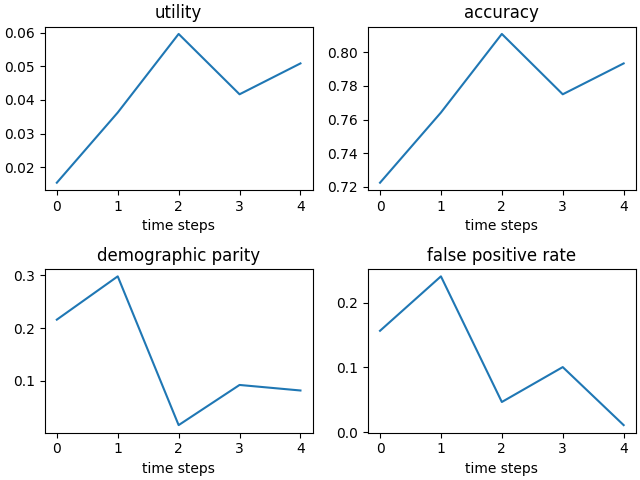 utility
0.06
0.05
0.04
0.03
0.02
0 1 2 3 4
time steps
accuracy
0.80
0.78
0.76
0.74
0.72
0 1 2 3 4
time steps
demographic parity
0.3
0.2
0.1
0 1 2 3 4
time steps
false positive rate
0.2
0.1
0.0
0 1 2 3 4
time steps